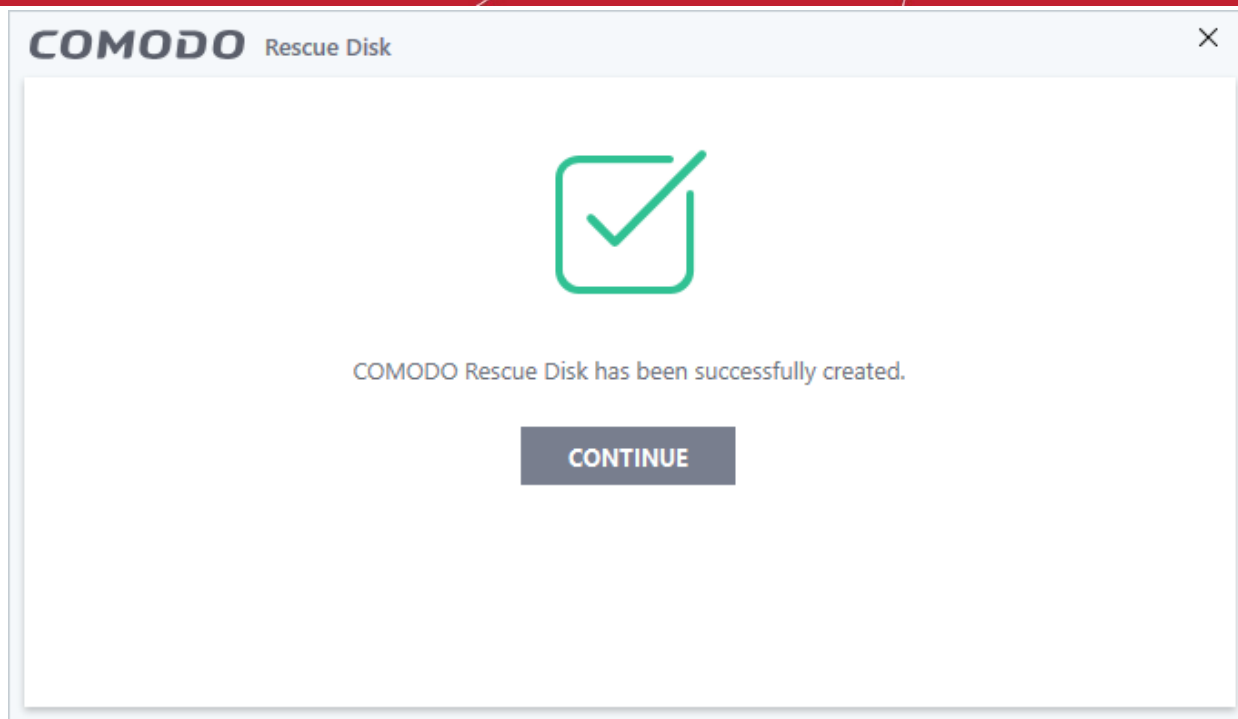 COMODO Rescue Disk
COMODO Rescue Disk has been successfully created.
CONTINUE